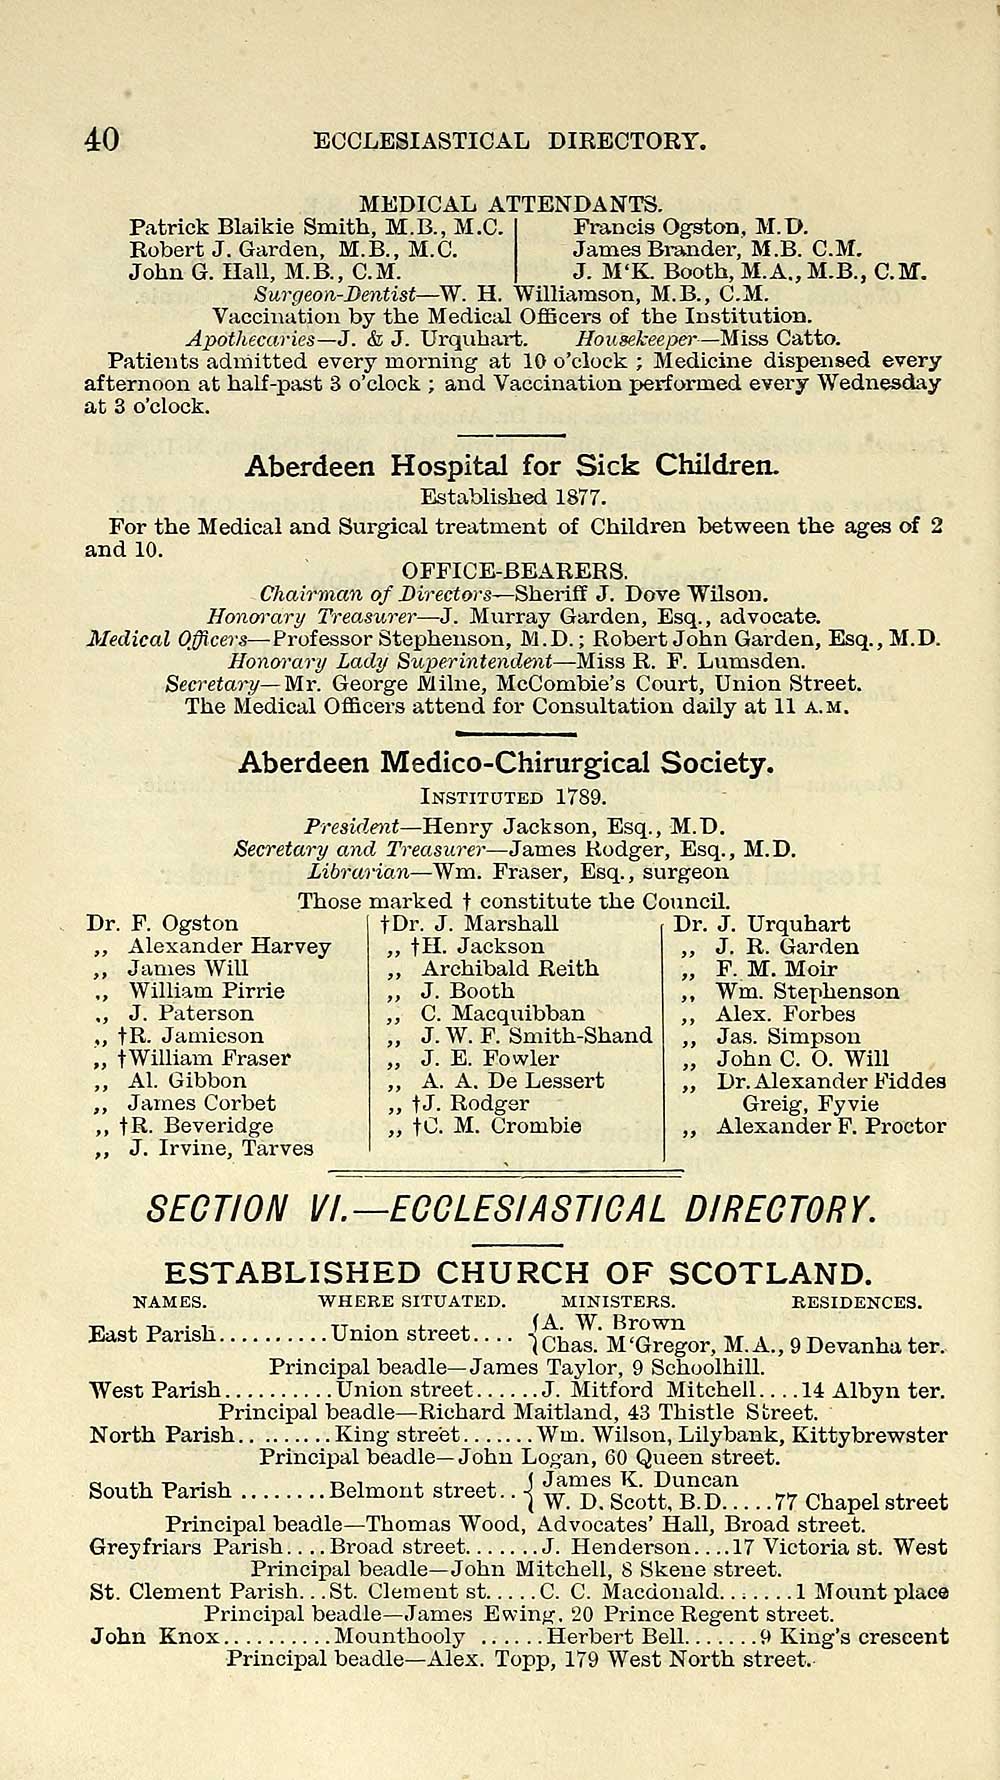 40 ECCLESIASTICAL DIRECTORY.
MEDICAL ATTENDANTS.
Patrick Blaikie Smith, M.B., M.C.
Robert J. Garden, M.B., M.C.
John G. Hall, M.B., C.M.
Francis Ogston, M.D.
James Brander, M.B. C.M.
J. M‘K. Booth, M.A., M.B., C.M.
Surgeon-Dentist—W. H. Williamson, M.B., C.M.
Vaccination by the Medical Officers of the Institution.
Apothecaries—J. & J. Urquhart. Housekeeper—Miss Catto.
Patients admitted every morning at 10 o'clock ; Medicine dispensed every
afternoon at half-past 3 o'clock ; and Vaccination performed every Wednesday
at 3 o'clock.
Aberdeen Hospital for Sick Children.
Established 1877.
For the Medical and Surgical treatment of Children between the ages of 2
and 10.
OFFICE-BEARERS.
Chairman of Directors—Sheriff J. Dove Wilson.
Honorary Treasurer—J. Murray Garden, Esq., advocate.
Medical Officers—Professor Stephenson, M.D.; Robert John Garden, Esq., M.D.
Honorary Lady Superintendent—Miss R. F. Lumsden.
Secretary—Mr. George Milne, McCombie's Court, Union Street.
The Medical Officers attend for Consultation daily at 11 A.M.
Aberdeen Medico-Chirurgical Society.
INSTITUTED 1789.
President—Henry Jackson, Esq., M.D.
Secretary and Treasurer—James Rodger, Esq., M.D.
Librarian—Wm. Fraser, Esq., surgeon
Those marked † constitute the Council.
Dr. F. Ogston
„ Alexander Harvey
„ James Will
„ William Pirrie
„ J. Paterson
„ †R. Jamieson
„ †William Fraser
„ Al. Gibbon
„ James Corbet
„ †R. Beveridge
„ J. Irvine, Tarves
†Dr. J. Marshall
„ †H. Jackson
„ Archibald Reith
„ J. Booth
„ C. Macquibban
„ J. W. F. Smith-Shand
„ J. E. Fowler
„ A. A. De Lessert
„ †J. Rodger
„ †C. M. Crombie
Dr. J. Urquhart
„ J. R. Garden
„ F. M. Moir
„ Wm. Stephenson
„ Alex. Forbes
„ Jas. Simpson
„ John C. O. Will
„ Dr. Alexander Fiddes
Greig, Fyvie
„ Alexander F. Proctor
SECTION VI.—ECCLESIASTICAL DIRECTORY.
ESTABLISHED CHURCH OF SCOTLAND.
NAMES. WHERE SITUATED. MINISTERS. RESIDENCES.
East Parish..........Union street.... { A. W. Brown
Chas. M‘Gregor, M.A., 9 Devanha ter.
Principal beadle—James Taylor, 9 Schoolhill.
West Parish..........Union street......J. Mitford Mitchell....14 Albyn ter.
Principal beadle—Richard Maitland, 43 Thistle Street.
North Parish.........King street.......Wm. Wilson, Lilybank, Kittybrewster
Principal beadle—John Logan, 60 Queen street.
South Parish ........Belmont street.. { James K. Duncan
W. D. Scott, B.D.....77 Chapel street
Principal beadle—Thomas Wood, Advocates' Hall, Broad street.
Greyfriars Parish....Broad street.......J. Henderson....17 Victoria st. West
Principal beadle—John Mitchell, 8 Skene street.
St. Clement Parish...St. Clement st.....C. C. Macdonald.......1 Mount place
Principal beadle—James Ewing, 20 Prince Regent street.
John Knox..........Mounthooly ......Herbert Bell.......9 King's crescent
Principal beadle—Alex. Topp, 179 West North street.